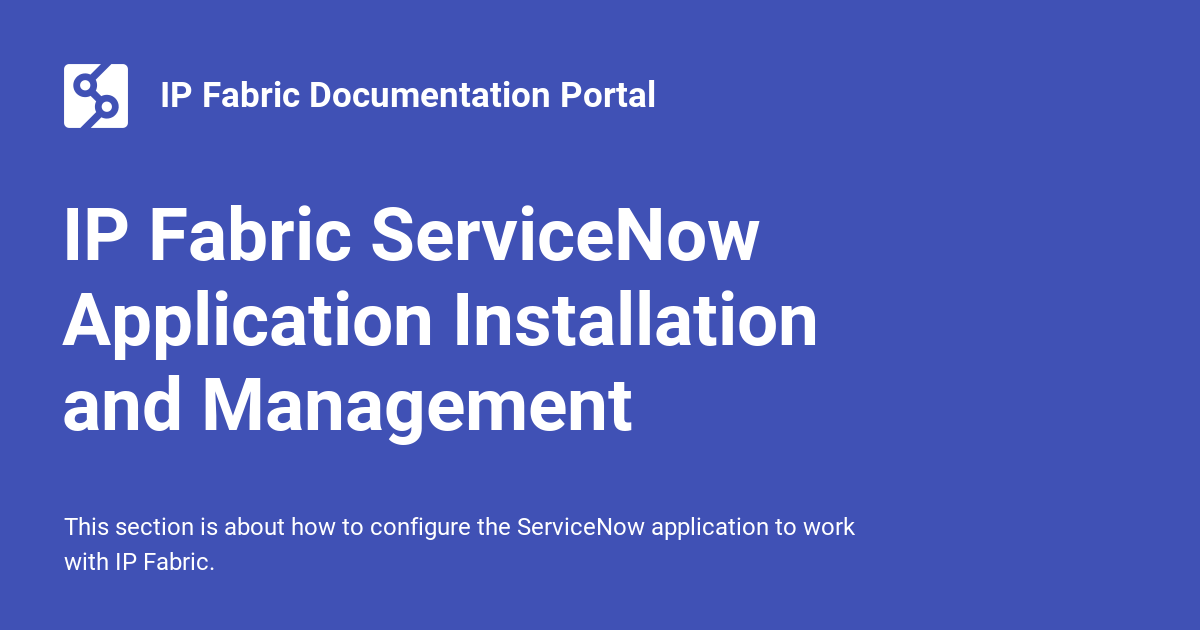 IP Fabric Documentation Portal
IP Fabric ServiceNow
Application Installation
and Management
This section is about how to configure the ServiceNow application to work
with IP Fabric.